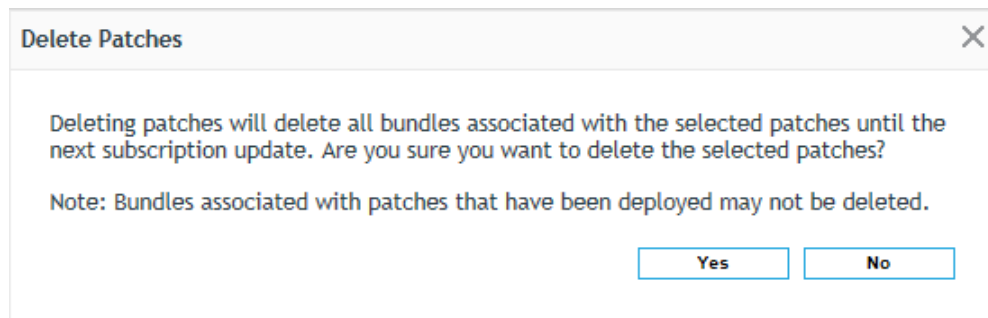 Delete Patches
Deleting patches will delete all bundles associated with the selected patches until the
next subscription update. Are you sure you want to delete the selected patches?
Note: Bundles associated with patches that have been deployed may not be deleted.
Yes
No